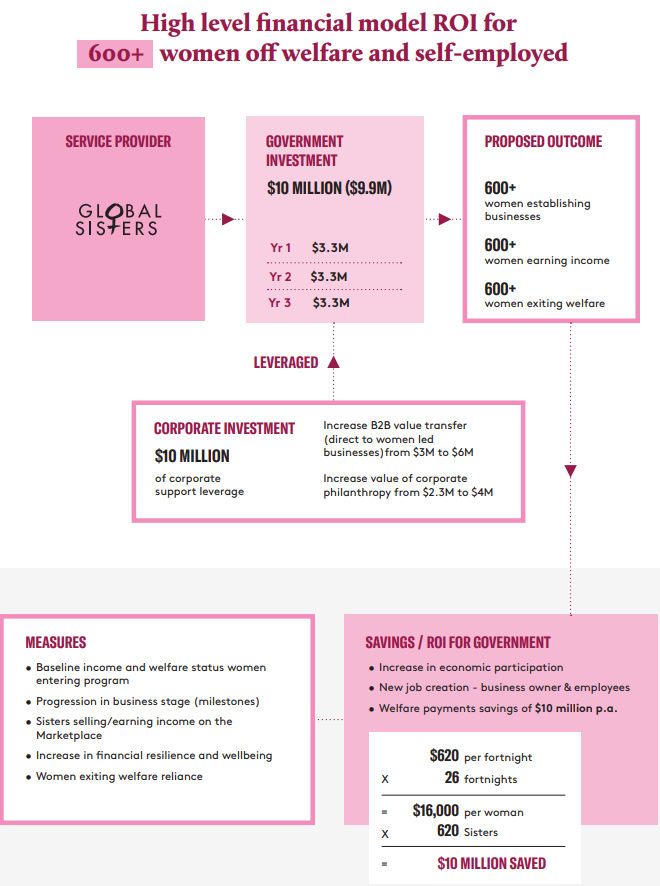 High level financial model ROI for
600+ women off welfare and self-employed
SERVICE PROVIDER
GLOBAL
SISTERS
GOVERNMENT
INVESTMENT
$10 MILLION ($9.9M)
Yr 1 $3.3M
Yr 2 $3.3M
Yr 3 $3.3M
PROPOSED OUTCOME
600+
women establishing
businesses
600+
women earning income
600+
women exiting welfare
LEVERAGED
CORPORATE INVESTMENT
$10 MILLION
of corporate
support leverage
Increase B2B value transfer
(direct to women led
businesses)from $3M to $6M
Increase value of corporate
philanthropy from $2.3M to $4M
MEASURES
• Baseline income and welfare status women
entering program
• Progression in business stage (milestones)
• Sisters selling/earning income on the
Marketplace
• Increase in financial resilience and wellbeing
• Women exiting welfare reliance
SAVINGS / ROI FOR GOVERNMENT
• Increase in economic participation
• New job creation - business owner & employees
• Welfare payments savings of $10 million p.a.
$620 per fortnight
X 26 fortnights
= $16,000 per woman
X 620 Sisters
= $10 MILLION SAVED